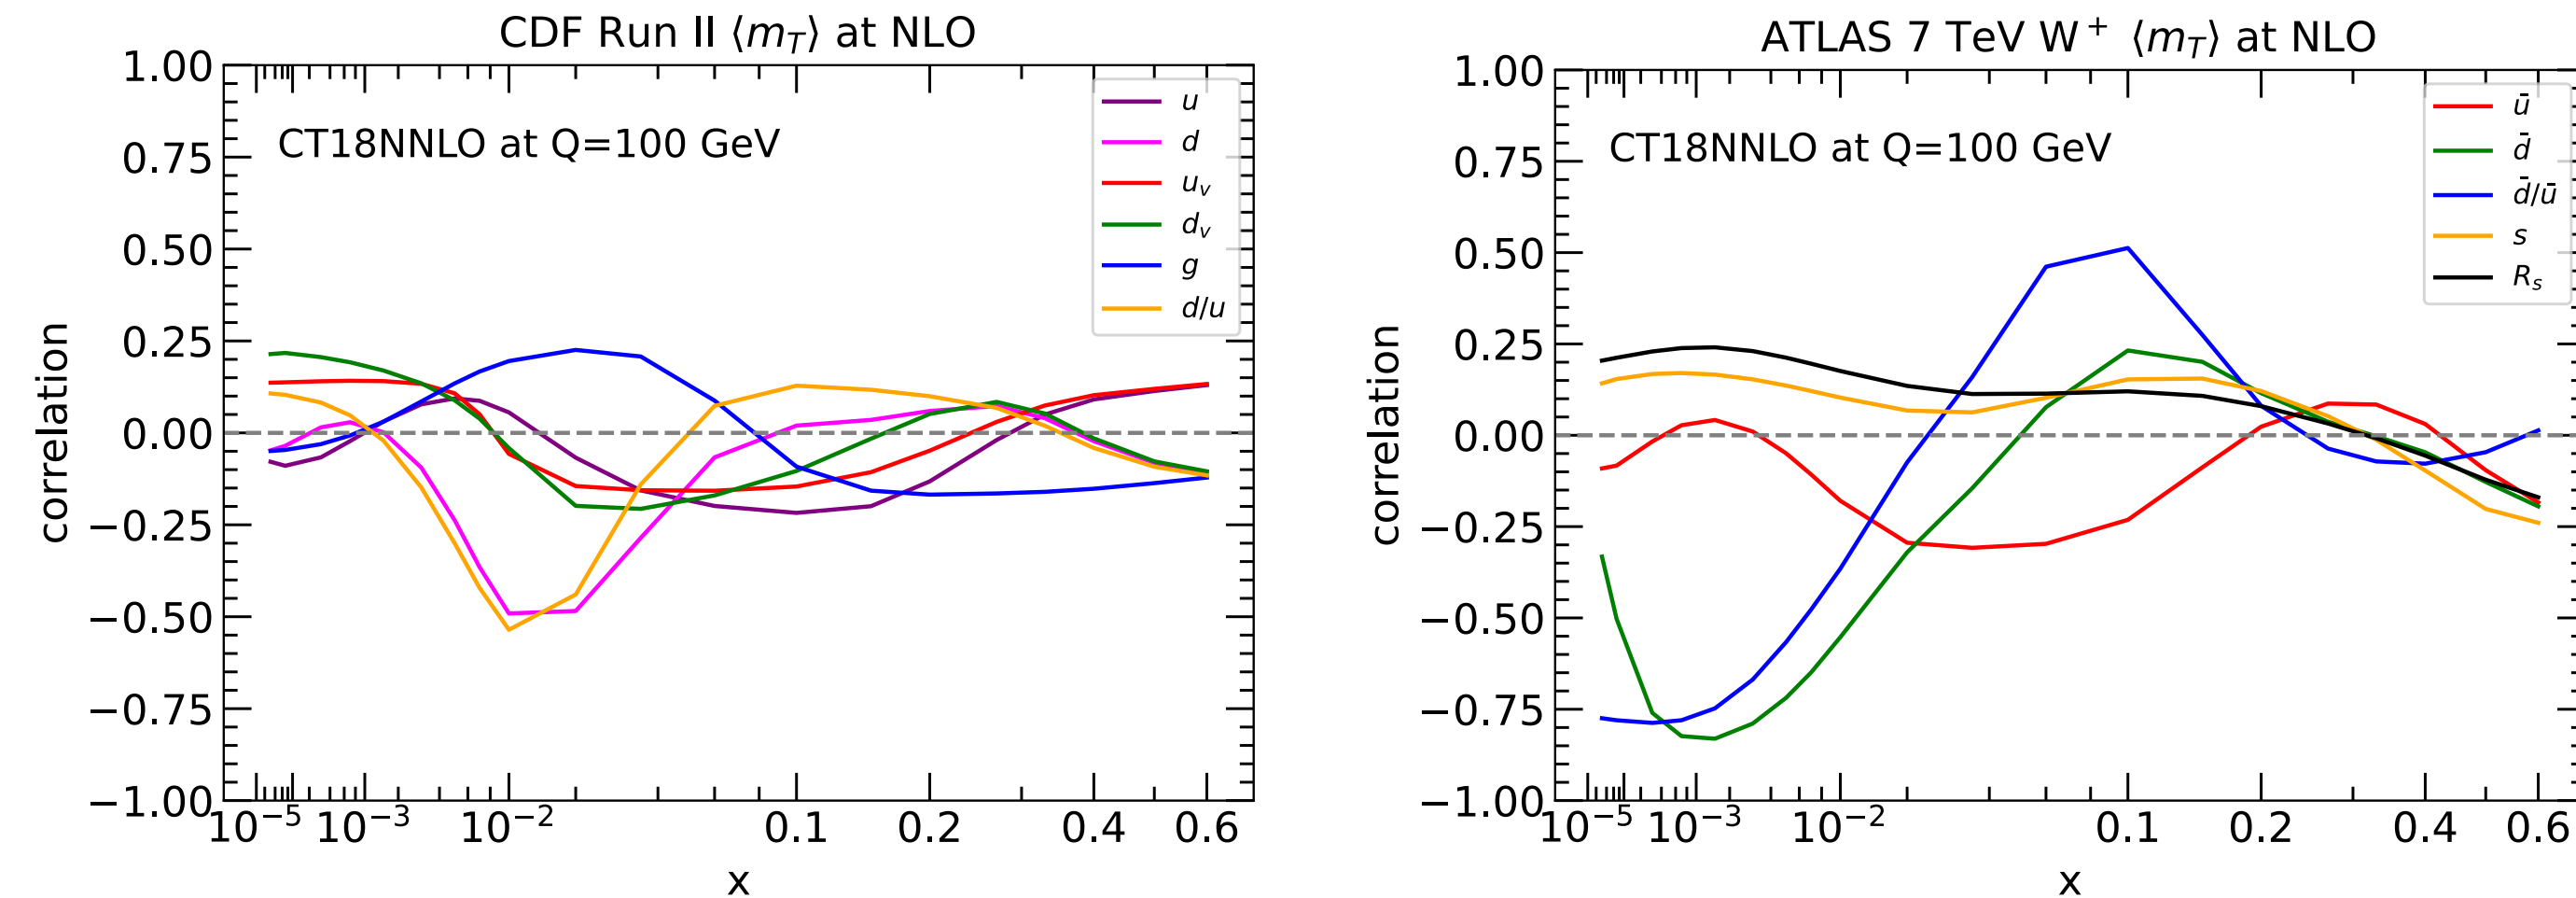 CDF Run II ⟨m_T⟩ at NLO
CT18NNLO at Q=100 GeV
u
d
u_v
d_v
g
d/u
1.00
0.75
0.50
0.25
0.00
−0.25
−0.50
−0.75
−1.00
correlation
10⁻⁵
10⁻³
10⁻²
0.1
0.2
0.4
0.6
x
ATLAS 7 TeV W⁺ ⟨m_T⟩ at NLO
CT18NNLO at Q=100 GeV
ū
d̄
d̄/ū
s
R_s
1.00
0.75
0.50
0.25
0.00
−0.25
−0.50
−0.75
−1.00
correlation
10⁻⁵
10⁻³
10⁻²
0.1
0.2
0.4
0.6
x